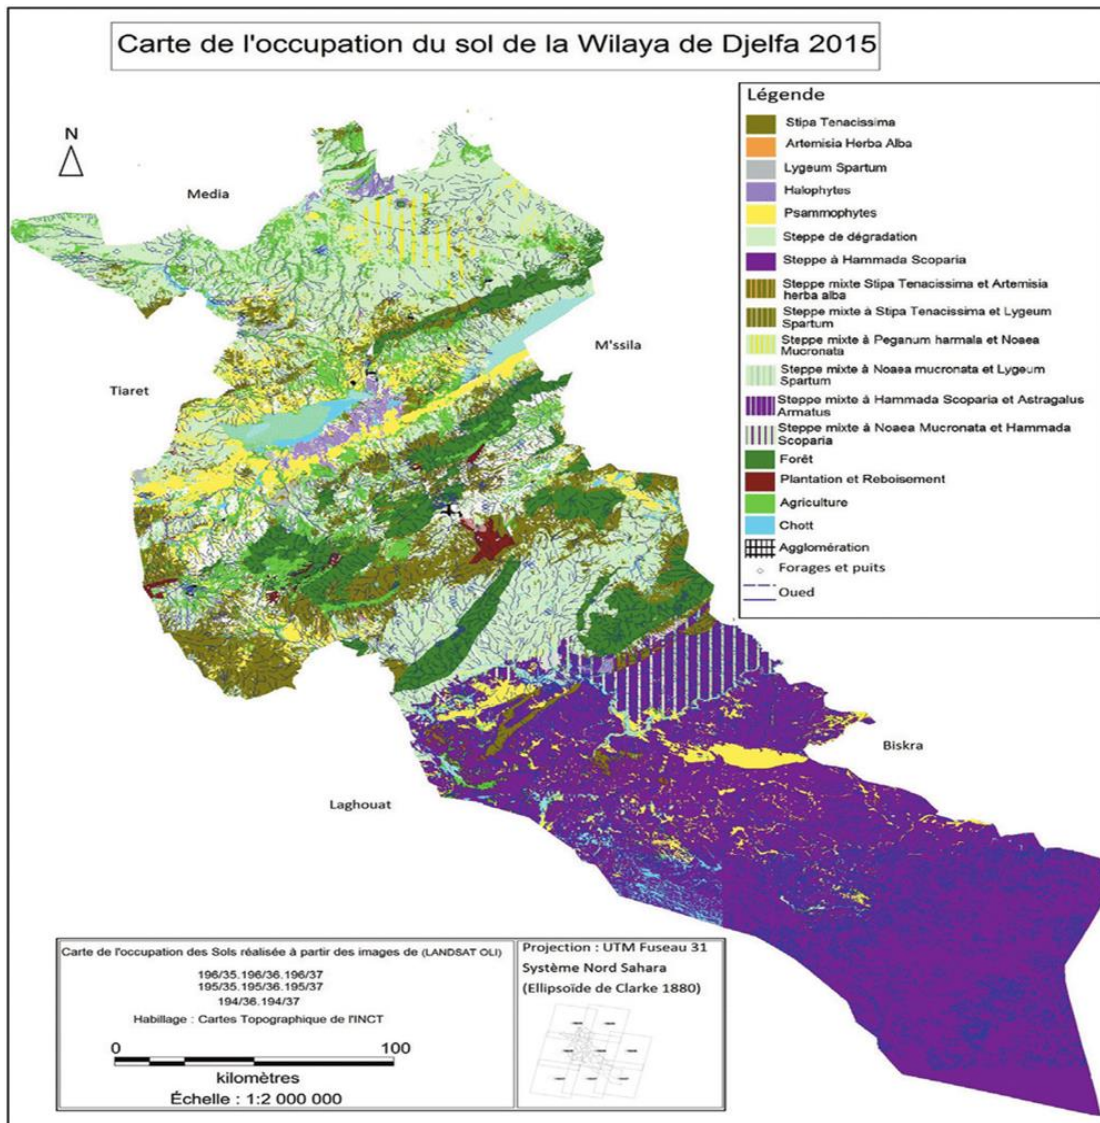 Carte de l'occupation du sol de la Wilaya de Djelfa 2015
N
Media
Tiaret
M'ssila
Biskra
Laghouat
Légende
Stipa Tenacissima
Artemisia Herba Alba
Lygeum Spartum
Halophytes
Psammophytes
Steppe de dégradation
Steppe à Hammada Scoparia
Steppe mixte Stipa Tenacissima et Artemisia
herba alba
Steppe mixte à Stipa Tenacissima et Lygeum
Spartum
Steppe mixte à Peganum harmala et Noaea
Mucronata
Steppe mixte à Noaea mucronata et Lygeum
Spartum
Steppe mixte à Hammada Scoparia et Astragalus
Armatus
Steppe mixte à Noaea Mucronata et Hammada
Scoparia
Forêt
Plantation et Reboisement
Agriculture
Chott
Agglomération
Forages et puits
Oued
Carte de l'occupation des Sols réalisée à partir des images de (LANDSAT OLI)
196/35.196/36.196/37
195/35.195/36.195/37
194/36.194/37
Habillage : Cartes Topographique de l'INCT
0 100
kilomètres
Échelle : 1:2 000 000
Projection : UTM Fuseau 31
Système Nord Sahara
(Ellipsoïde de Clarke 1880)